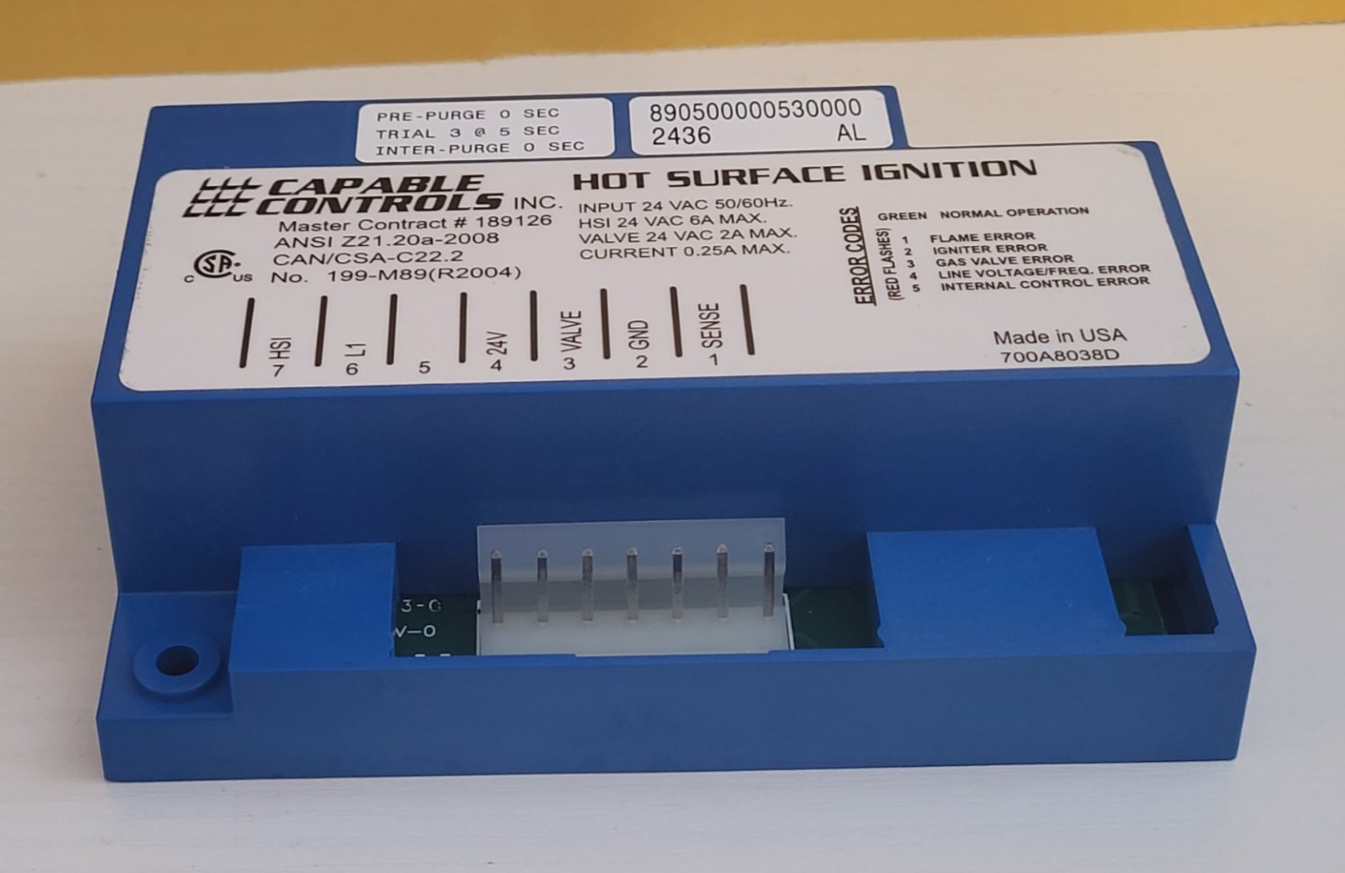 PRE-PURGE 0 SEC
TRIAL 3 @ 5 SEC
INTER-PURGE 0 SEC
890500000530000
2436 AL
CAPABLE
CONTROLS INC.
Master Contract # 189126
ANSI Z21.20a-2008
CAN/CSA-C22.2
No. 199-M89(R2004)
C SA US
HOT SURFACE IGNITION
INPUT 24 VAC 50/60Hz.
HSI 24 VAC 6A MAX.
VALVE 24 VAC 2A MAX.
CURRENT 0.25A MAX.
ERROR CODES
(RED FLASHES)
GREEN NORMAL OPERATION
1 FLAME ERROR
2 IGNITER ERROR
3 GAS VALVE ERROR
4 LINE VOLTAGE/FREQ. ERROR
5 INTERNAL CONTROL ERROR
HSI L1 24V VALVE GND SENSE
7 6 5 4 3 2 1
Made in USA
700A8038D